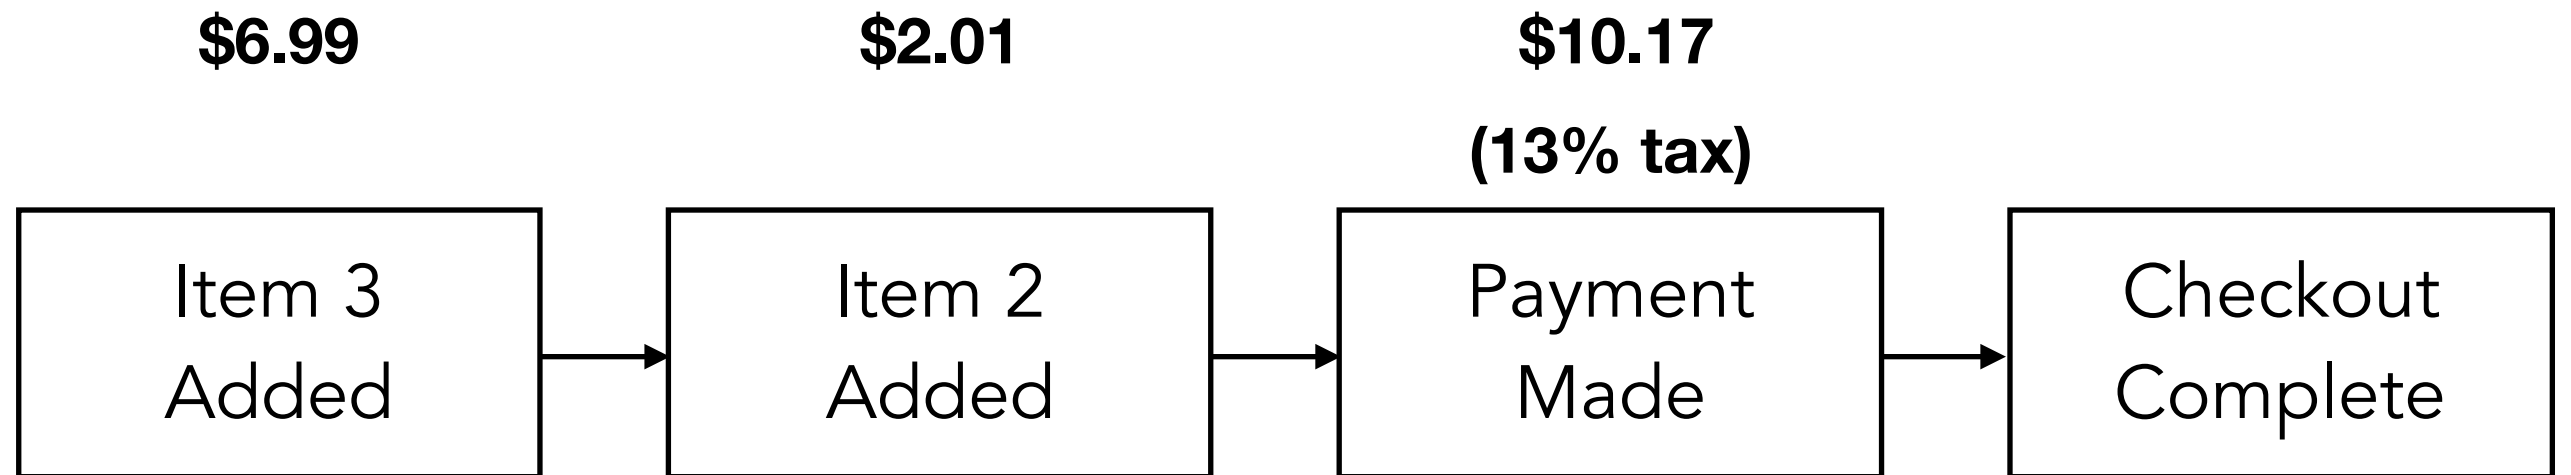 $6.99
$2.01
$10.17
(13% tax)
Item 3
Added
Item 2
Added
Payment
Made
Checkout
Complete